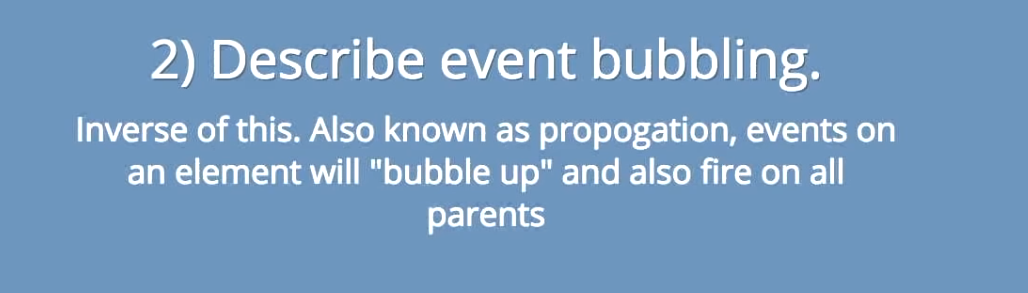 2) Describe event bubbling.
Inverse of this. Also known as propogation, events on
an element will "bubble up" and also fire on all
parents